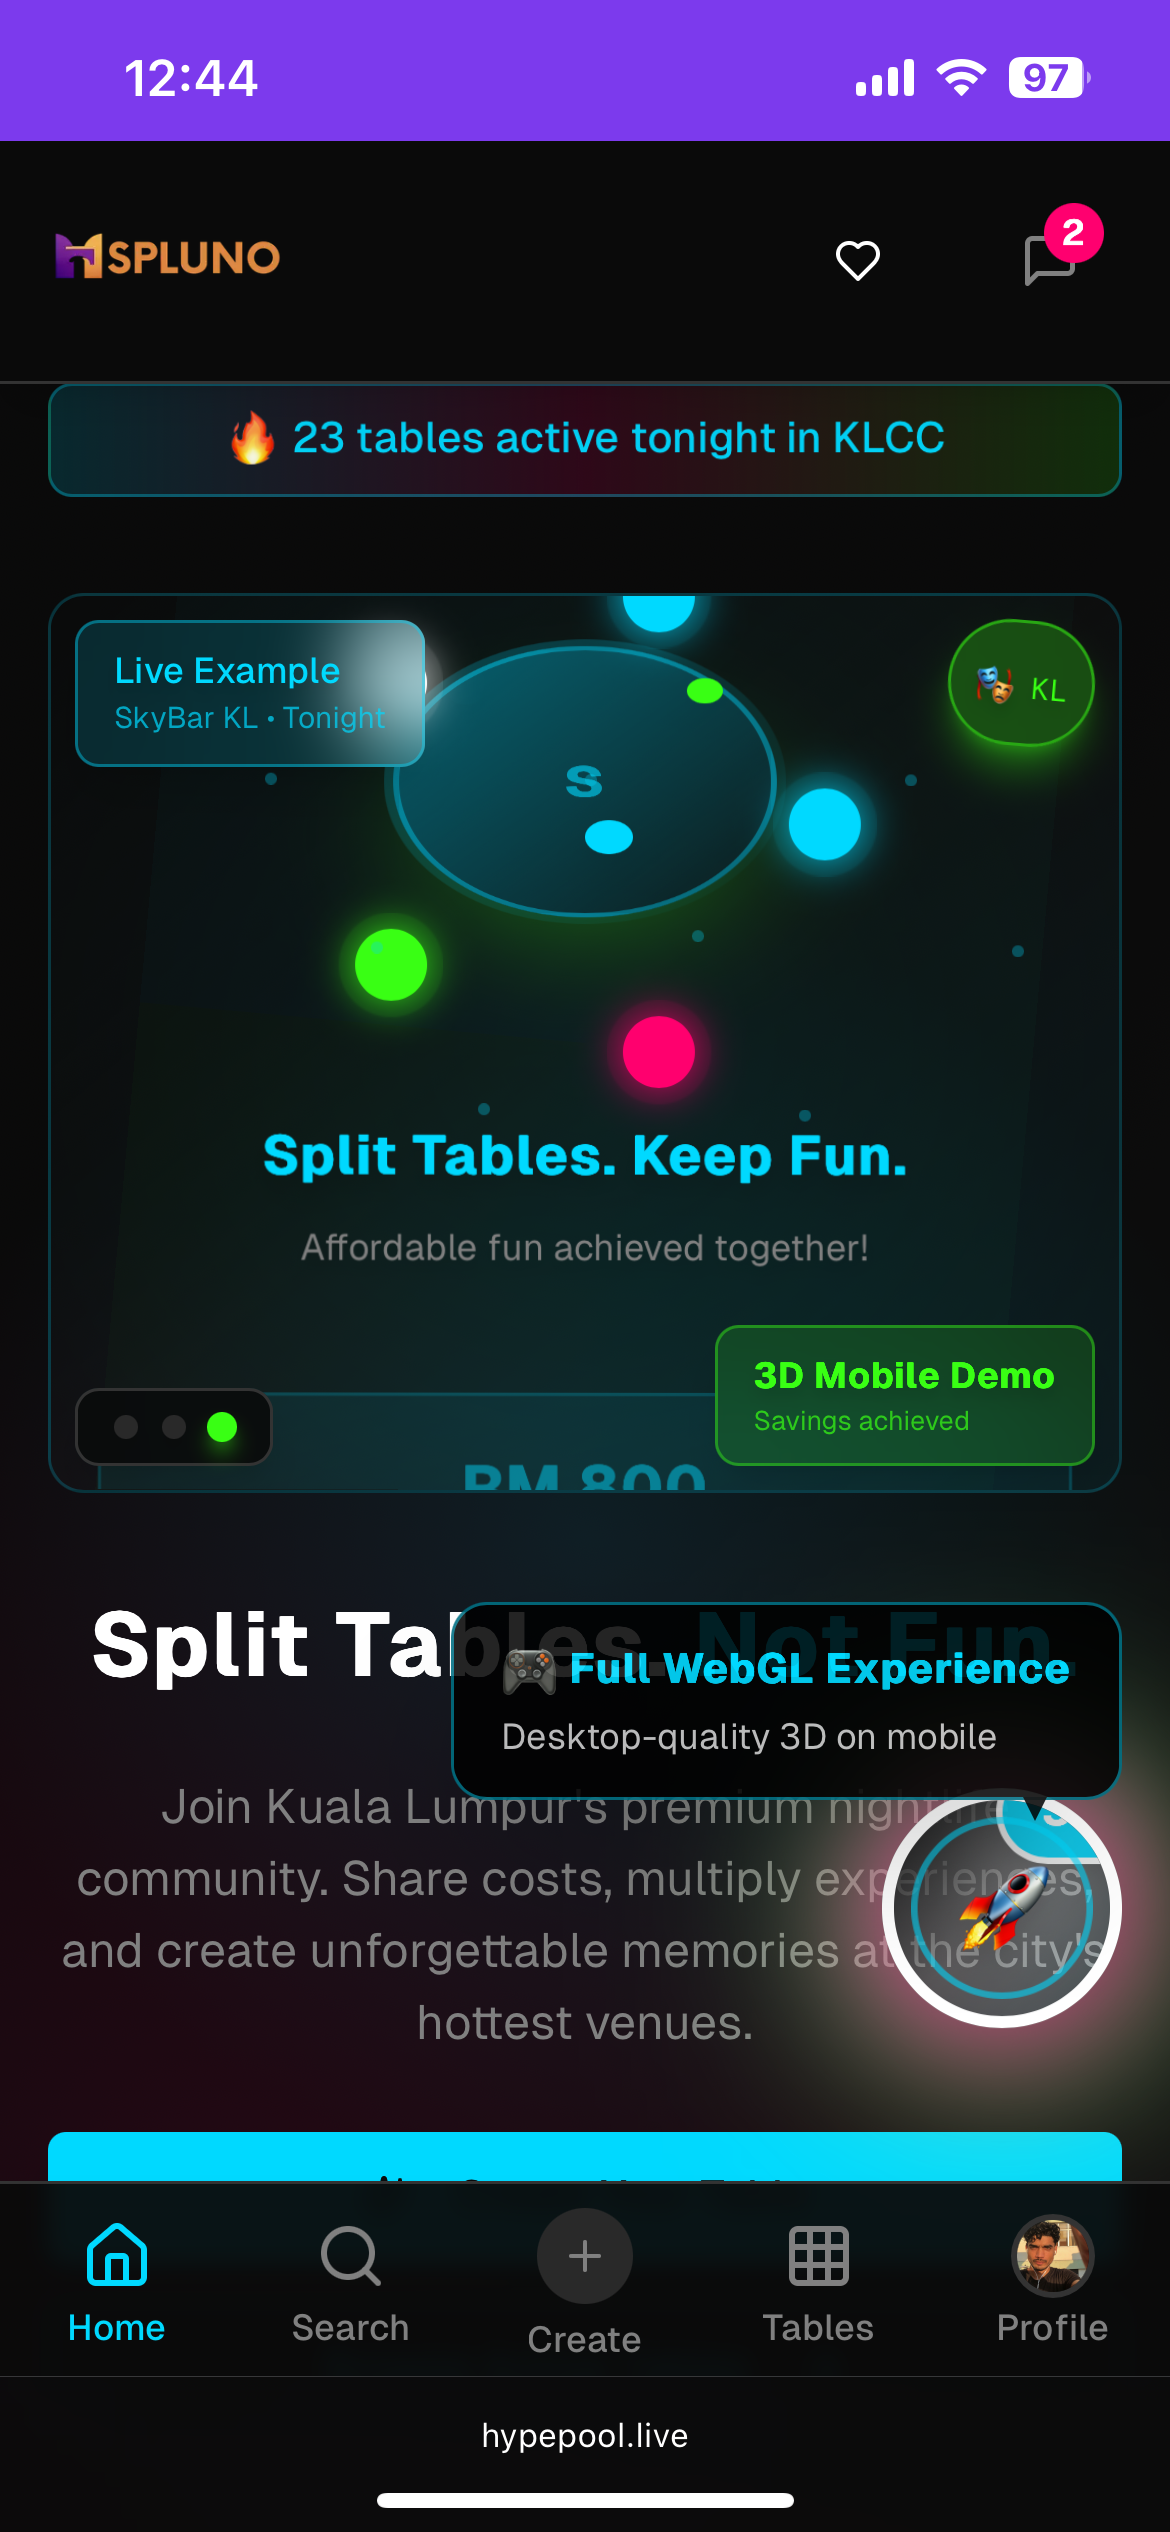 12:44
97
SPLUNO
2
🔥 23 tables active tonight in KLCC
Live Example
SkyBar KL • Tonight
🎭 KL
S
Split Tables. Keep Fun.
Affordable fun achieved together!
3D Mobile Demo
Savings achieved
RM 800
Split Tables. Not Fun.
🎮 Full WebGL Experience
Desktop-quality 3D on mobile
Join Kuala Lumpur's premium nightlife
community. Share costs, multiply experiences,
and create unforgettable memories at the city's
hottest venues.
Home
Search
Create
Tables
Profile
hypepool.live